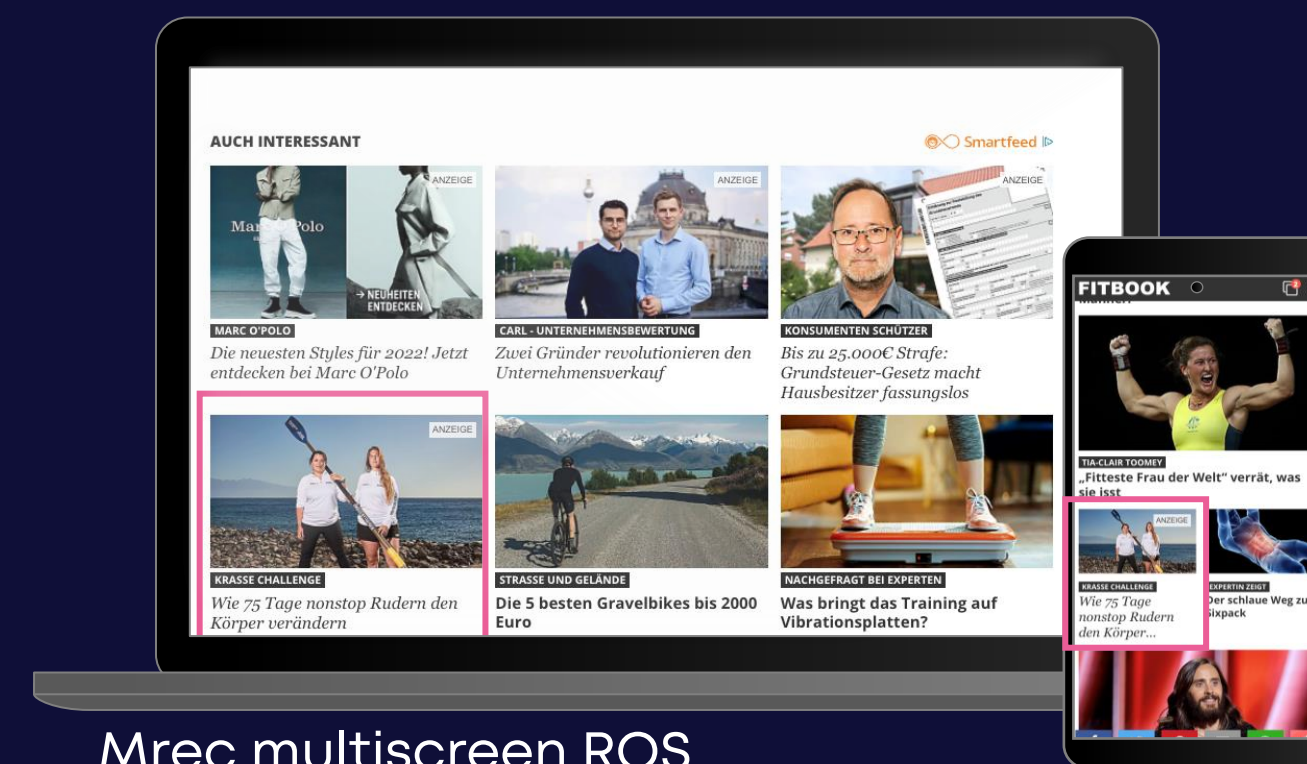 AUCH INTERESSANT
Smartfeed
ANZEIGE
ANZEIGE
ANZEIGE
Marc O'Polo
→ NEUHEITEN
ENTDECKEN
MARC O'POLO
Die neuesten Styles für 2022! Jetzt
entdecken bei Marc O'Polo
CARL - UNTERNEHMENSBEWERTUNG
Zwei Gründer revolutionieren den
Unternehmensverkauf
KONSUMENTEN SCHÜTZER
Bis zu 25.000€ Strafe:
Grundsteuer-Gesetz macht
Hausbesitzer fassungslos
ANZEIGE
KRASSE CHALLENGE
Wie 75 Tage nonstop Rudern den
Körper verändern
STRASSE UND GELÄNDE
Die 5 besten Gravelbikes bis 2000
Euro
NACHGEFRAGT BEI EXPERTEN
Was bringt das Training auf
Vibrationsplatten?
FITBOOK
TIA-CLAIR TOOMEY
„Fitteste Frau der Welt“ verrät, was
sie isst
ANZEIGE
KRASSE CHALLENGE
Wie 75 Tage
nonstop Rudern
den Körper...
EXPERTIN ZEIGT
Der schlaue Weg zu
Sixpack
Mrec multiscreen ROS